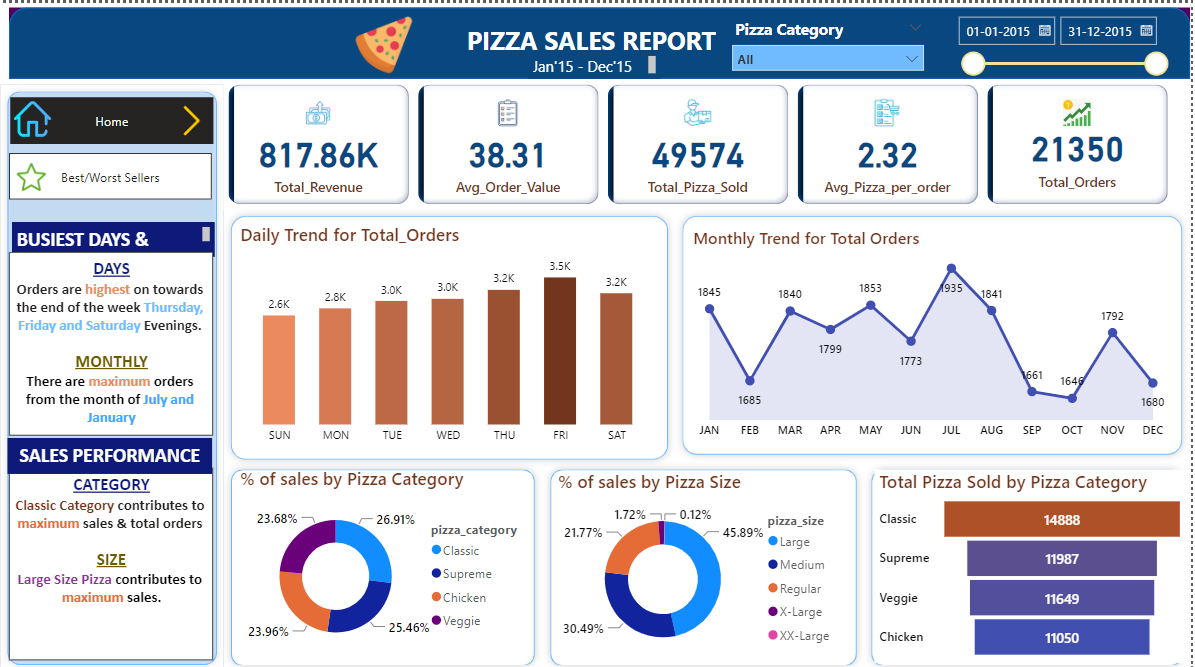 PIZZA SALES REPORT
Jan'15 - Dec'15
Pizza Category
All
01-01-2015
31-12-2015
Home
Best/Worst Sellers
817.86K
Total_Revenue
38.31
Avg_Order_Value
49574
Total_Pizza_Sold
2.32
Avg_Pizza_per_order
21350
Total_Orders
BUSIEST DAYS &
DAYS
Orders are highest on towards
the end of the week Thursday,
Friday and Saturday Evenings.
MONTHLY
There are maximum orders
from the month of July and
January
SALES PERFORMANCE
CATEGORY
Classic Category contributes to
maximum sales & total orders
SIZE
Large Size Pizza contributes to
maximum sales.
Daily Trend for Total_Orders
2.6K
2.8K
3.0K
3.0K
3.2K
3.5K
3.2K
SUN MON TUE WED THU FRI SAT
Monthly Trend for Total Orders
1845
1685
1840
1799
1853
1773
1935
1841
1661
1646
1792
1680
JAN FEB MAR APR MAY JUN JUL AUG SEP OCT NOV DEC
% of sales by Pizza Category
23.68%
26.91%
23.96%
25.46%
pizza_category
Classic
Supreme
Chicken
Veggie
% of sales by Pizza Size
1.72%
0.12%
21.77%
45.89%
30.49%
pizza_size
Large
Medium
Regular
X-Large
XX-Large
Total Pizza Sold by Pizza Category
Classic 14888
Supreme 11987
Veggie 11649
Chicken 11050